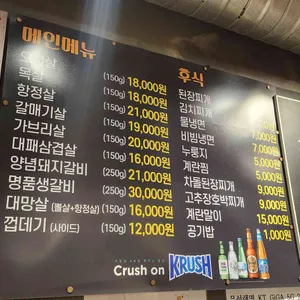 메인메뉴
(150g) 18,000원
목살 (150g) 18,000원
항정살 (150g) 21,000원
갈매기살 (150g) 19,000원
가브리살 (150g) 20,000원
대패삼겹살 (150g) 16,000원
양념돼지갈비 (250g) 21,000원
명품생갈비 (250g) 30,000원
대망살 (뽈살+항정살) (150g) 16,000원
껍데기 (사이드) (150g) 12,000원
후식
된장찌개
김치찌개
물냉면 7,000원
비빔냉면 7,000원
누룽지 5,000원
계란찜 5,000원
차돌된장찌개 9,000원
고추장호박찌개 9,000원
계란말이 15,000원
공기밥 1,000원
Crush on KRUSH